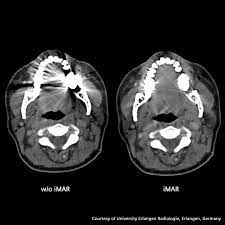 w/o iMAR
iMAR
Courtesy of University Erlangen Radiologie, Erlangen, Germany